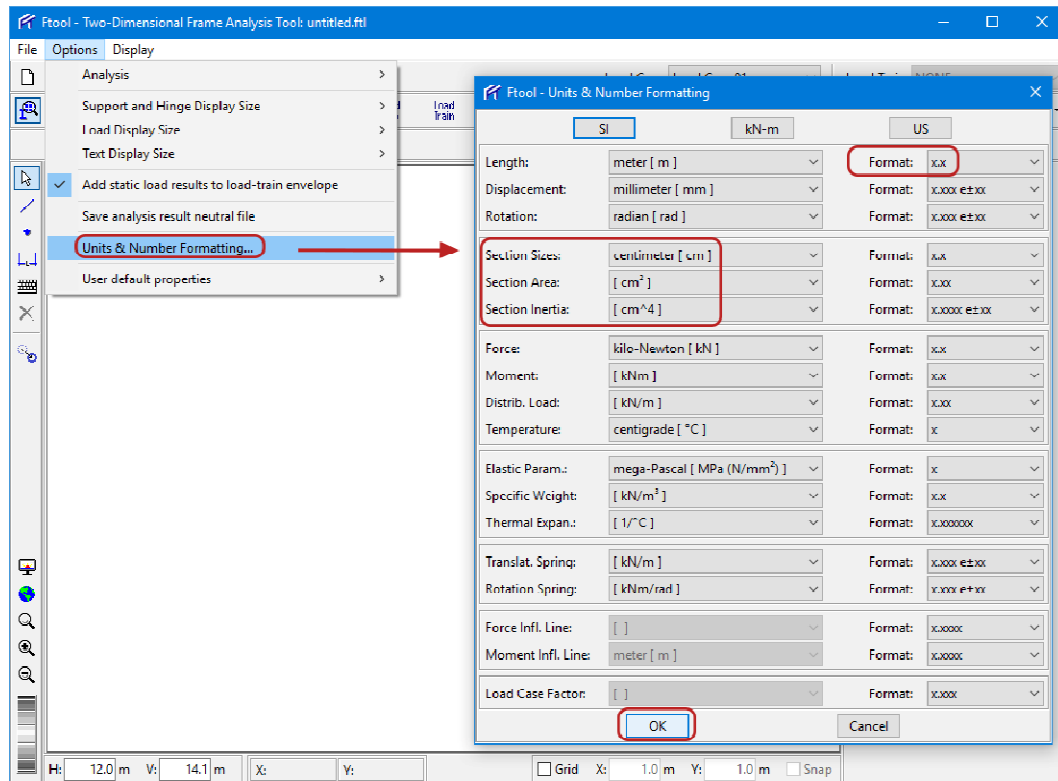 Ftool - Two-Dimensional Frame Analysis Tool: untitled.ftl
File Options Display
Analysis
Support and Hinge Display Size
Load Display Size
Text Display Size
Add static load results to load-train envelope
Save analysis result neutral file
Units & Number Formatting...
User default properties
Load
Train
Ftool - Units & Number Formatting
SI kN-m US
Length: meter [ m ] Format: x.x
Displacement: millimeter [ mm ] Format: x.xxx e±xx
Rotation: radian [ rad ] Format: x.xxx e±xx
Section Sizes: centimeter [ cm ] Format: x.x
Section Area: [ cm² ] Format: x.xx
Section Inertia: [ cm^4 ] Format: x.xxxx e±xx
Force: kilo-Newton [ kN ] Format: x.x
Moment: [ kNm ] Format: x.x
Distrib. Load: [ kN/m ] Format: x.xx
Temperature: centigrade [ °C ] Format: x
Elastic Param.: mega-Pascal [ MPa (N/mm²) ] Format: x
Specific Weight: [ kN/m³ ] Format: x.x
Thermal Expan.: [ 1/°C ] Format: x.xxxxxx
Translat. Spring: [ kN/m ] Format: x.xxx e±xx
Rotation Spring: [ kNm/rad ] Format: x.xxx e±xx
Force Infl. Line: [ ] Format: x.xxxx
Moment Infl. Line: meter [ m ] Format: x.xxxx
Load Case Factor: [ ] Format: x.xxx
OK Cancel
H: 12.0 m V: 14.1 m X: Y: Grid X: 1.0 m Y: 1.0 m Snap